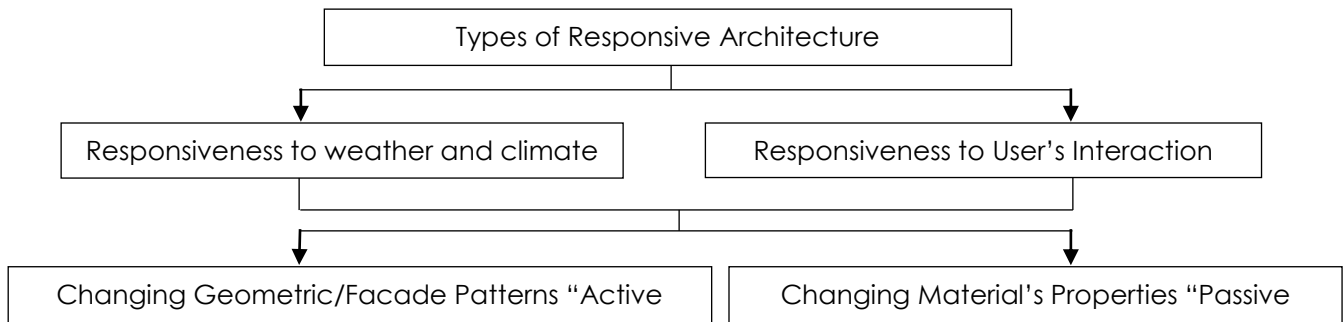 Types of Responsive Architecture
Responsiveness to weather and climate
Responsiveness to User’s Interaction
Changing Geometric/Facade Patterns “Active
Changing Material’s Properties “Passive